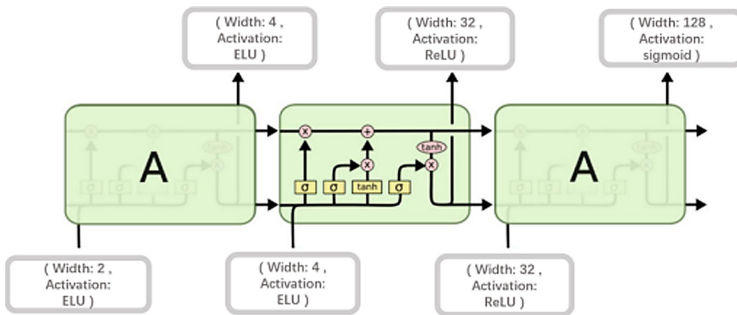 ( Width: 4 ,
Activation:
ELU )
( Width: 32 ,
Activation:
ReLU )
( Width: 128 ,
Activation:
sigmoid )
A
x
+
tanh
x
x
σ
σ
tanh
σ
A
( Width: 2 ,
Activation:
ELU )
( Width: 4 ,
Activation:
ELU )
( Width: 32 ,
Activation:
ReLU )